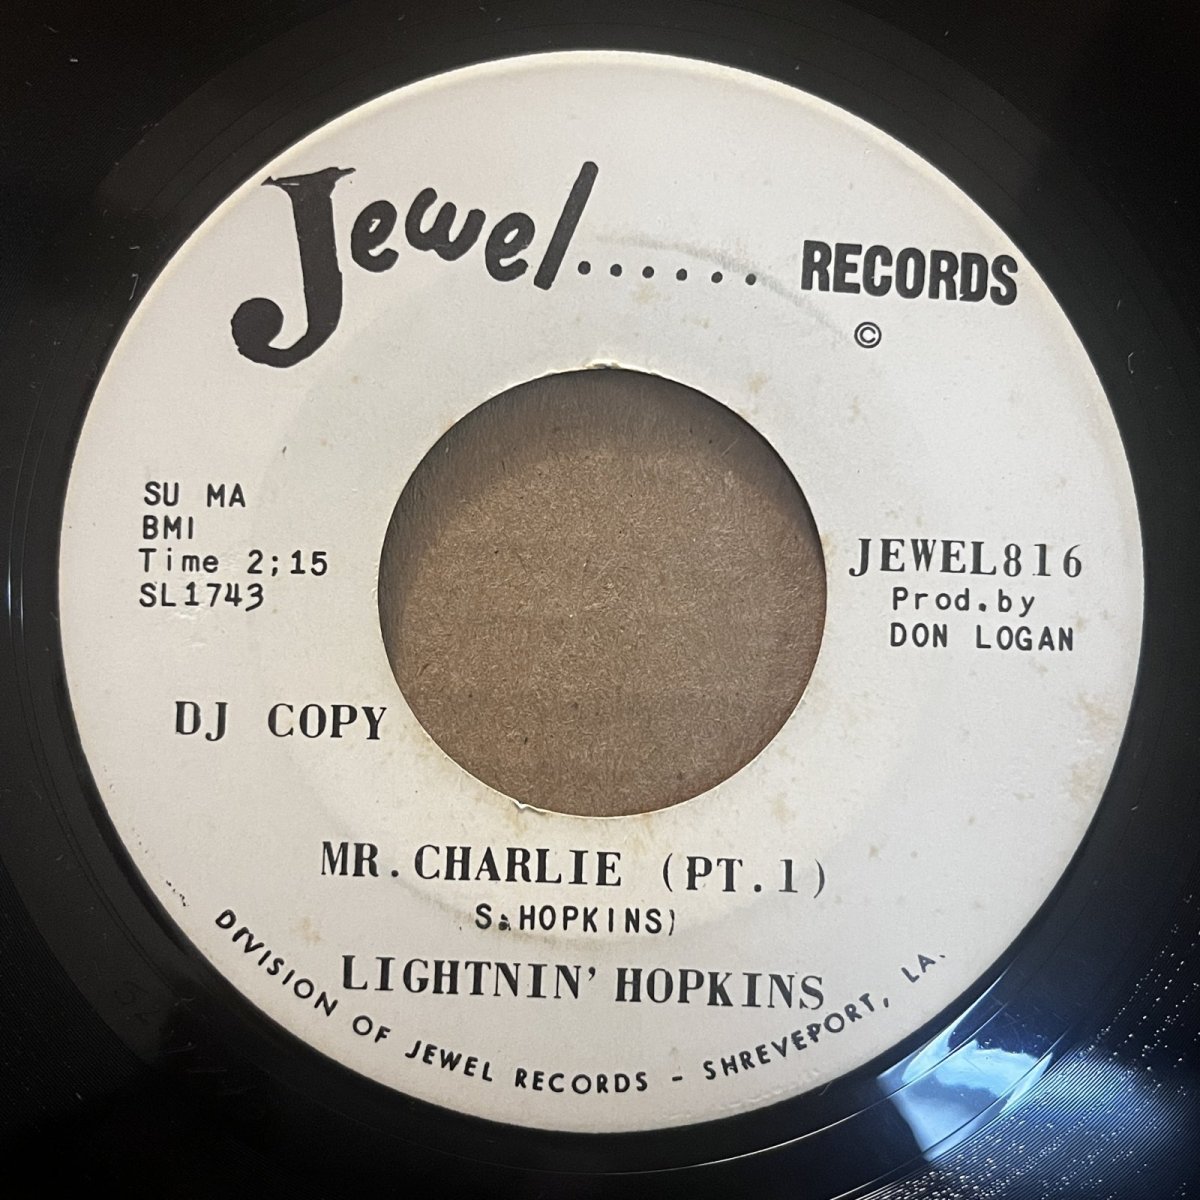 Jewel...... RECORDS
©
SU MA
BMI
Time 2;15
SL1743
JEWEL816
Prod.by
DON LOGAN
DJ COPY
MR.CHARLIE (PT.1)
S.HOPKINS)
LIGHTNIN' HOPKINS
DIVISION OF JEWEL RECORDS - SHREVEPORT, LA.